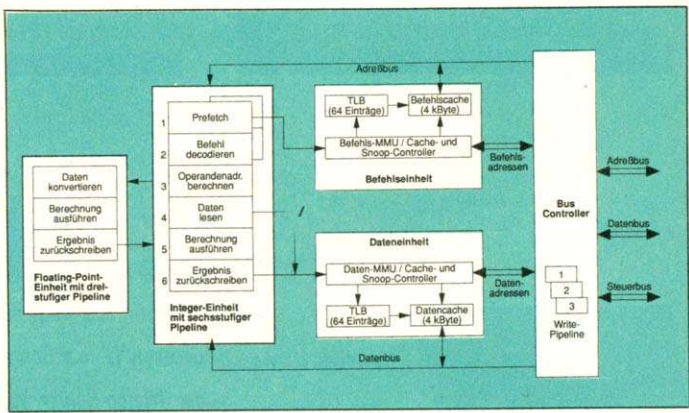 Adreßbus
1 Prefetch
2 Befehl
decodieren
3 Operandenadr.
berechnen
4 Daten
lesen
5 Berechnung
ausführen
6 Ergebnis
zurückschreiben
Integer-Einheit
mit sechsstufiger
Pipeline
Daten
konvertieren
Berechnung
ausführen
Ergebnis
zurückschreiben
Floating-Point-
Einheit mit drei-
stufiger Pipeline
TLB
(64 Einträge)
Befehlscache
(4 kByte)
Befehls-MMU / Cache- und
Snoop-Controller
Befehlseinheit
Befehls-
adressen
Dateneinheit
Daten-MMU / Cache- und
Snoop-Controller
TLB
(64 Einträge)
Datencache
(4 kByte)
Daten-
adressen
Datenbus
Bus
Controller
1
2
3
Write-
Pipeline
Adreßbus
Datenbus
Steuerbus